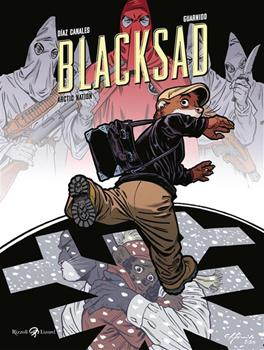 DÍAZ CANALES
GUARNIDO
BLACKSAD
ARCTIC NATION
Rizzoli Lizard